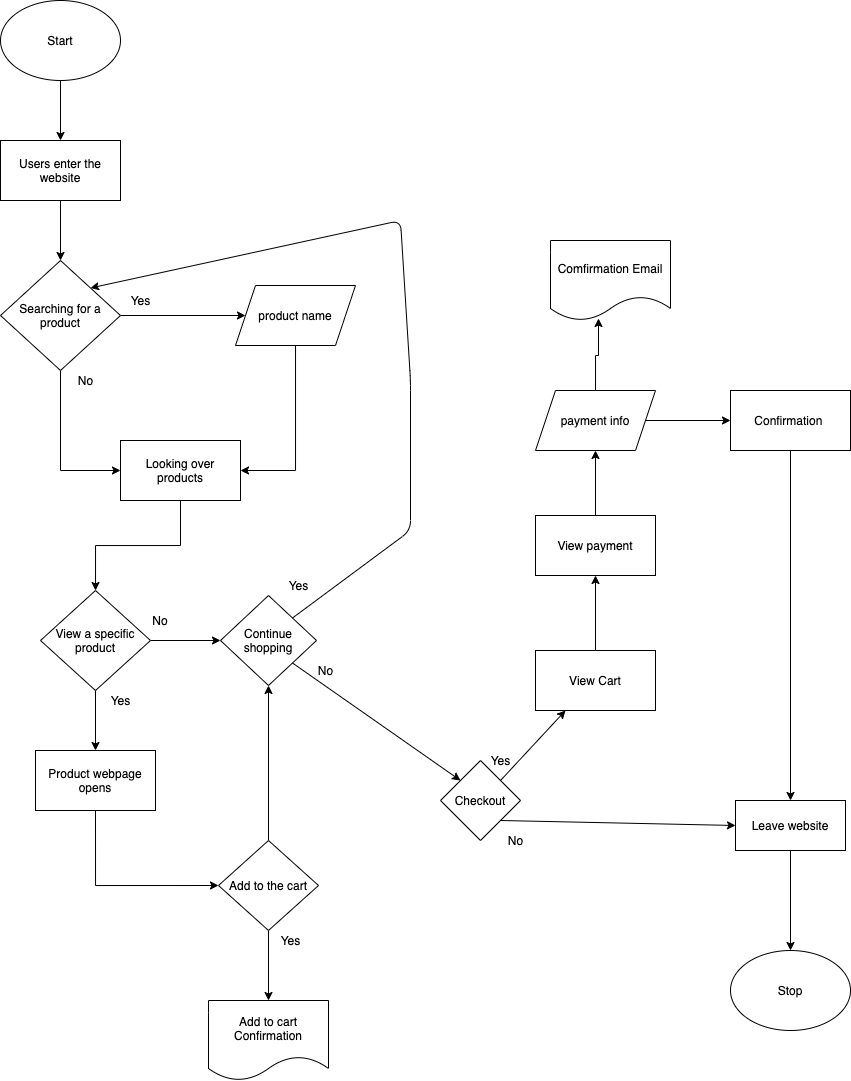 Start
Users enter the
website
Searching for a
product
Yes
product name
No
Looking over
products
View a specific
product
No
Continue
shopping
Yes
No
Yes
Product webpage
opens
Add to the cart
Yes
Add to cart
Confirmation
Checkout
Yes
No
View Cart
View payment
payment info
Comfirmation Email
Confirmation
Leave website
Stop